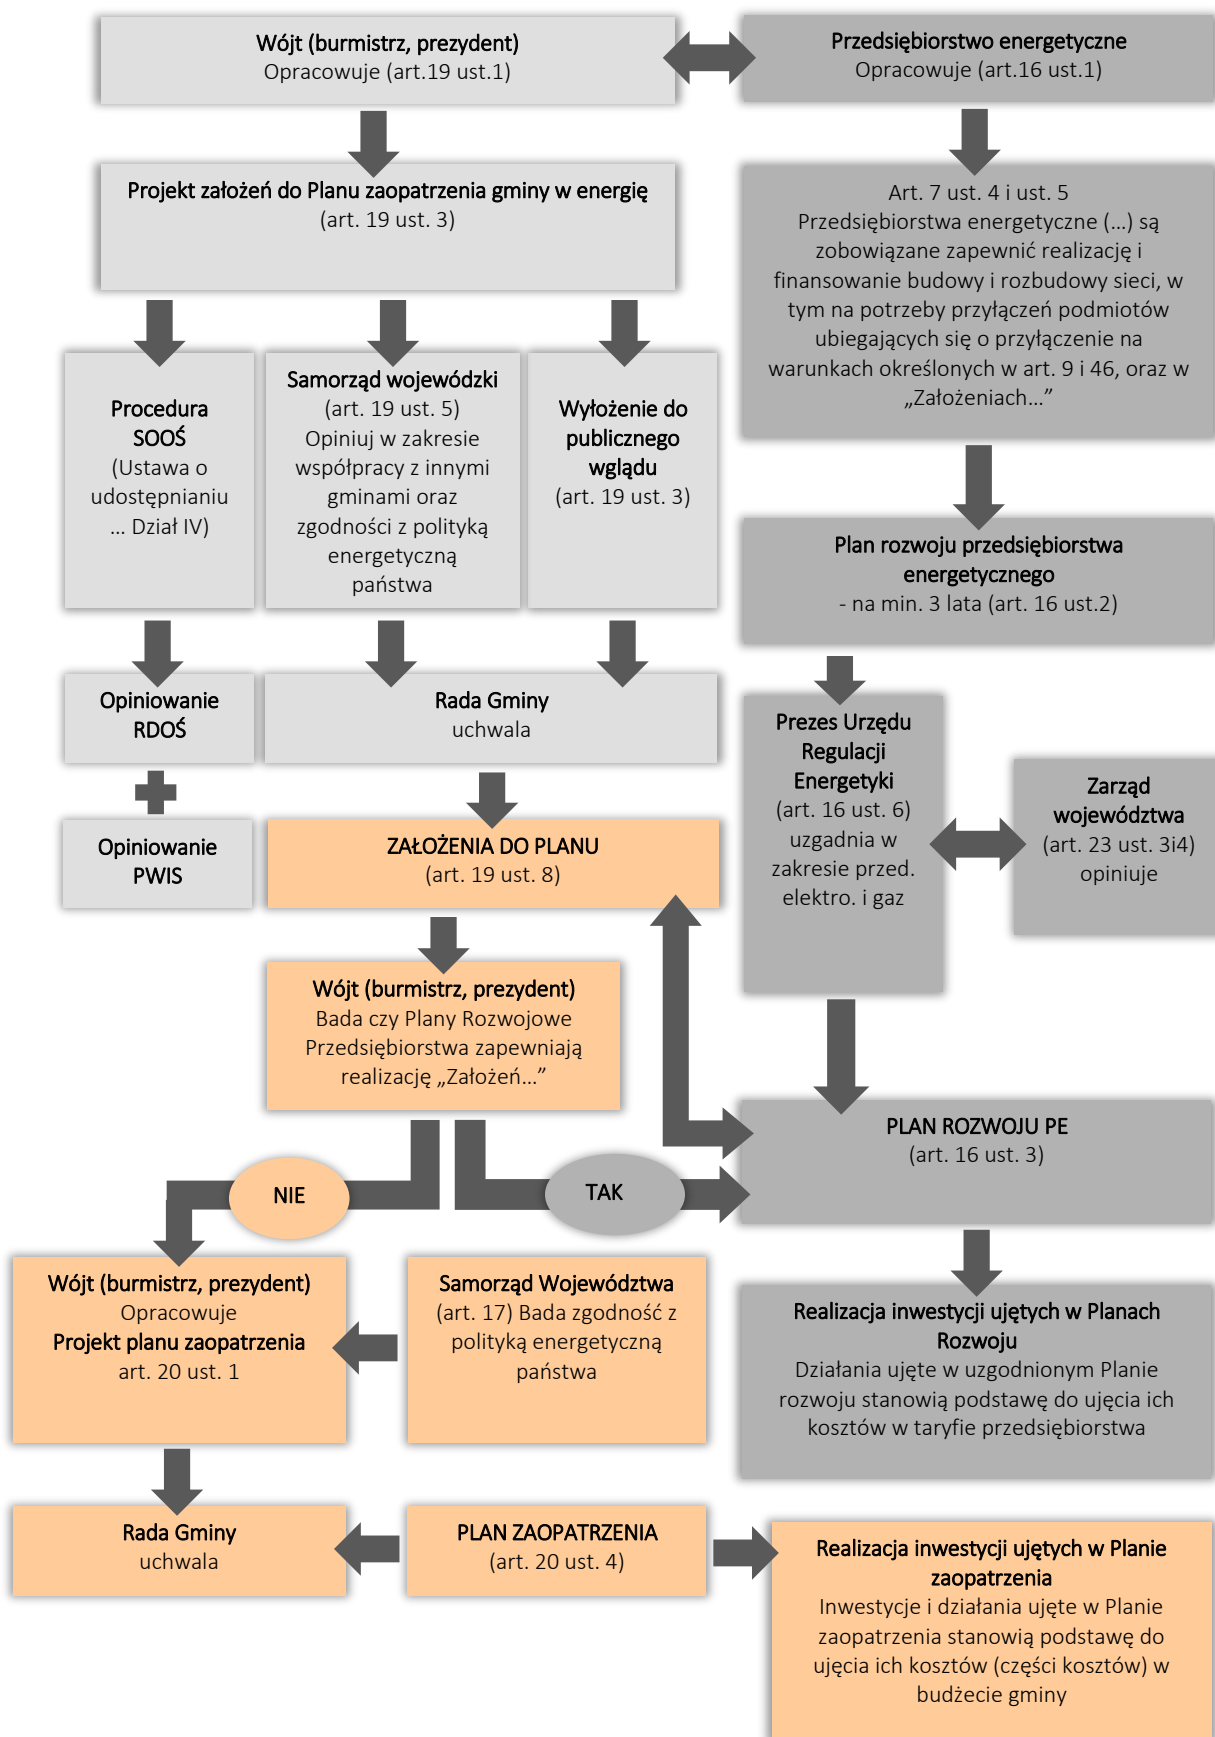 Wójt (burmistrz, prezydent)
Opracowuje (art.19 ust.1)
Przedsiębiorstwo energetyczne
Opracowuje (art.16 ust.1)
Projekt założeń do Planu zaopatrzenia gminy w energię
(art. 19 ust. 3)
Art. 7 ust. 4 i ust. 5
Przedsiębiorstwa energetyczne (...) są
zobowiązane zapewnić realizację i
finansowanie budowy i rozbudowy sieci, w
tym na potrzeby przyłączeń podmiotów
ubiegających się o przyłączenie na
warunkach określonych w art. 9 i 46, oraz w
„Założeniach...”
Procedura
SOOŚ
(Ustawa o
udostępnianiu
... Dział IV)
Samorząd wojewódzki
(art. 19 ust. 5)
Opiniuj w zakresie
współpracy z innymi
gminami oraz
zgodności z polityką
energetyczną
państwa
Wyłożenie do
publicznego
wglądu
(art. 19 ust. 3)
Plan rozwoju przedsiębiorstwa
energetycznego
- na min. 3 lata (art. 16 ust.2)
Opiniowanie
RDOŚ
Rada Gminy
uchwala
Prezes Urzędu
Regulacji
Energetyki
(art. 16 ust. 6)
uzgadnia w
zakresie przed.
elektro. i gaz
Zarząd
województwa
(art. 23 ust. 3i4)
opiniuje
Opiniowanie
PWIS
ZAŁOŻENIA DO PLANU
(art. 19 ust. 8)
Wójt (burmistrz, prezydent)
Bada czy Plany Rozwojowe
Przedsiębiorstwa zapewniają
realizację „Założeń...”
PLAN ROZWOJU PE
(art. 16 ust. 3)
NIE
TAK
Wójt (burmistrz, prezydent)
Opracowuje
Projekt planu zaopatrzenia
art. 20 ust. 1
Samorząd Województwa
(art. 17) Bada zgodność z
polityką energetyczną
państwa
Realizacja inwestycji ujętych w Planach
Rozwoju
Działania ujęte w uzgodnionym Planie
rozwoju stanowią podstawę do ujęcia ich
kosztów w taryfie przedsiębiorstwa
Rada Gminy
uchwala
PLAN ZAOPATRZENIA
(art. 20 ust. 4)
Realizacja inwestycji ujętych w Planie
zaopatrzenia
Inwestycje i działania ujęte w Planie
zaopatrzenia stanowią podstawę do
ujęcia ich kosztów (części kosztów) w
budżecie gminy